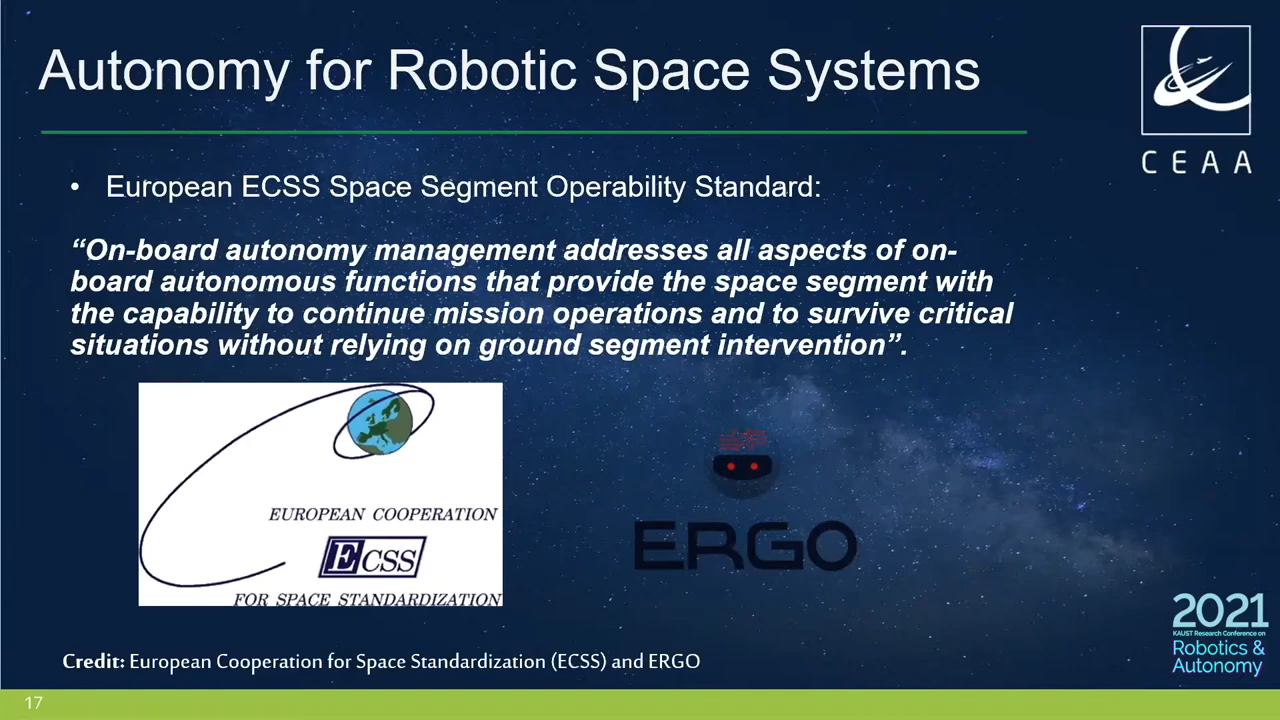 Autonomy for Robotic Space Systems
CEAA
• European ECSS Space Segment Operability Standard:
“On-board autonomy management addresses all aspects of on-
board autonomous functions that provide the space segment with
the capability to continue mission operations and to survive critical
situations without relying on ground segment intervention”.
EUROPEAN COOPERATION
ECSS
FOR SPACE STANDARDIZATION
ERGO
2021
KAUST Research Conference on
Robotics &
Autonomy
Credit: European Cooperation for Space Standardization (ECSS) and ERGO
17